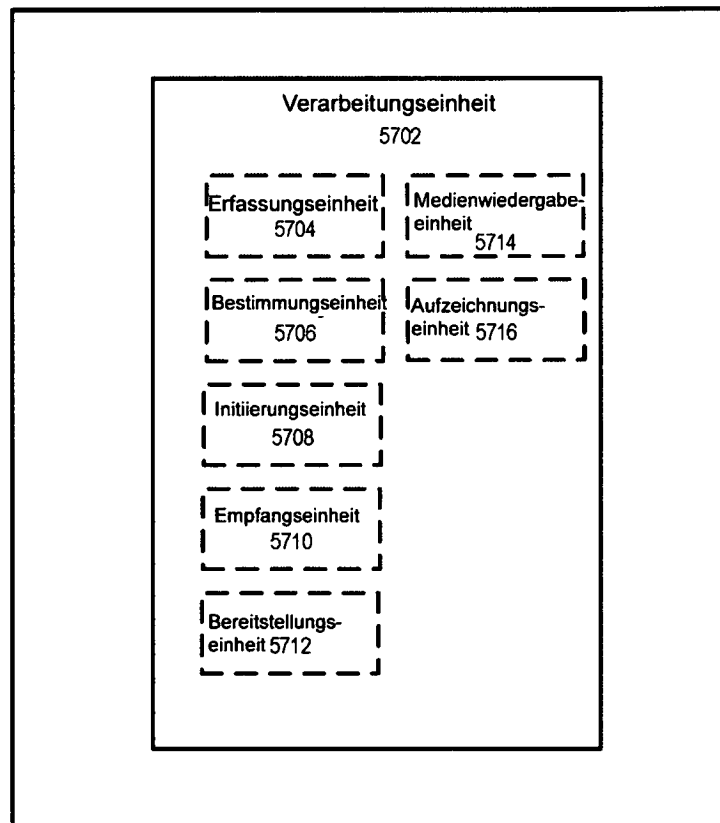 Verarbeitungseinheit
5702
Erfassungseinheit
5704
Bestimmungseinheit
5706
Initiierungseinheit
5708
Empfangseinheit
5710
Bereitstellungs-
einheit 5712
Medienwiedergabe-
einheit
5714
Aufzeichnungs-
einheit 5716